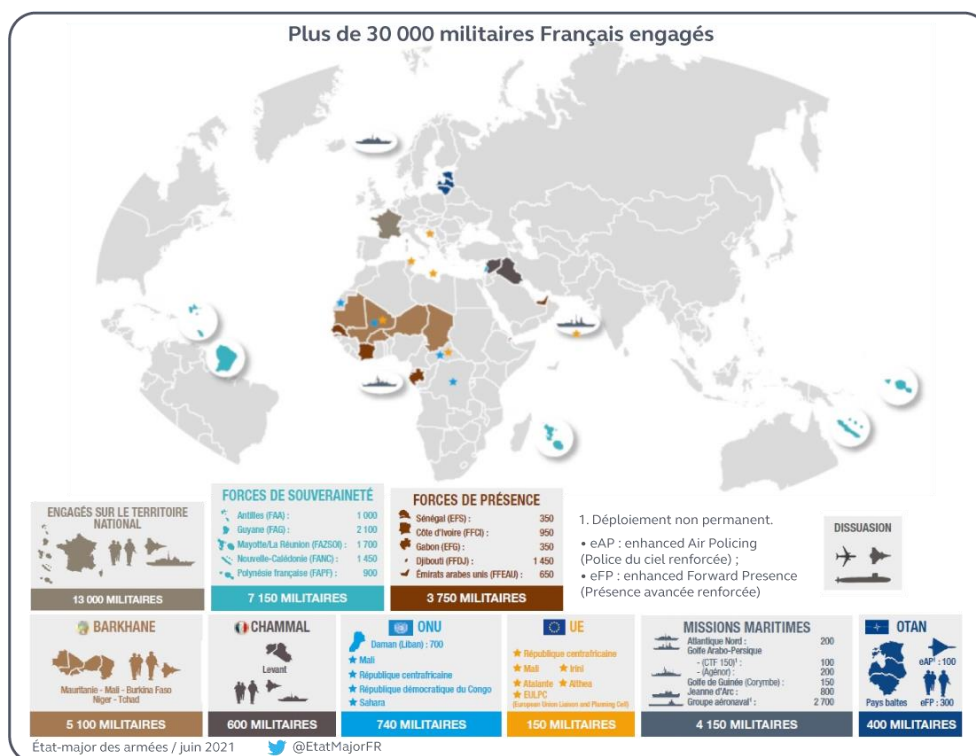 Plus de 30 000 militaires Français engagés
ENGAGÉS SUR LE TERRITOIRE
NATIONAL
13 000 MILITAIRES
FORCES DE SOUVERAINETÉ
Antilles (FAA) : 1 000
Guyane (FAG) : 2 100
Mayotte/La Réunion (FAZSOI) : 1 700
Nouvelle-Calédonie (FANC) : 1 450
Polynésie française (FAPF) : 900
7 150 MILITAIRES
FORCES DE PRÉSENCE
Sénégal (EFS) : 350
Côte d'Ivoire (FFCI) : 950
Gabon (EFG) : 350
Djibouti (FFDJ) : 1 450
Émirats arabes unis (FFEAU) : 650
3 750 MILITAIRES
1. Déploiement non permanent.
• eAP : enhanced Air Policing
(Police du ciel renforcée) ;
• eFP : enhanced Forward Presence
(Présence avancée renforcée)
DISSUASION
BARKHANE
Mauritanie - Mali - Burkina Faso
Niger - Tchad
5 100 MILITAIRES
CHAMMAL
Levant
600 MILITAIRES
ONU
Daman (Liban) : 700
Mali
République centrafricaine
République démocratique du Congo
Sahara
740 MILITAIRES
UE
République centrafricaine
Mali Irini
Atalante Althea
EULPC
(European Union Liaison and Planning Cell)
150 MILITAIRES
MISSIONS MARITIMES
Atlantique Nord : 200
Golfe Arabo-Persique
- (CTF 150)¹ : 100
- (Agénor) : 200
Golfe de Guinée (Corymbe) : 150
Jeanne d'Arc : 800
Groupe aéronaval¹ : 2 700
4 150 MILITAIRES
OTAN
eAP¹ : 100
Pays baltes eFP : 300
400 MILITAIRES
État-major des armées / juin 2021 @EtatMajorFR